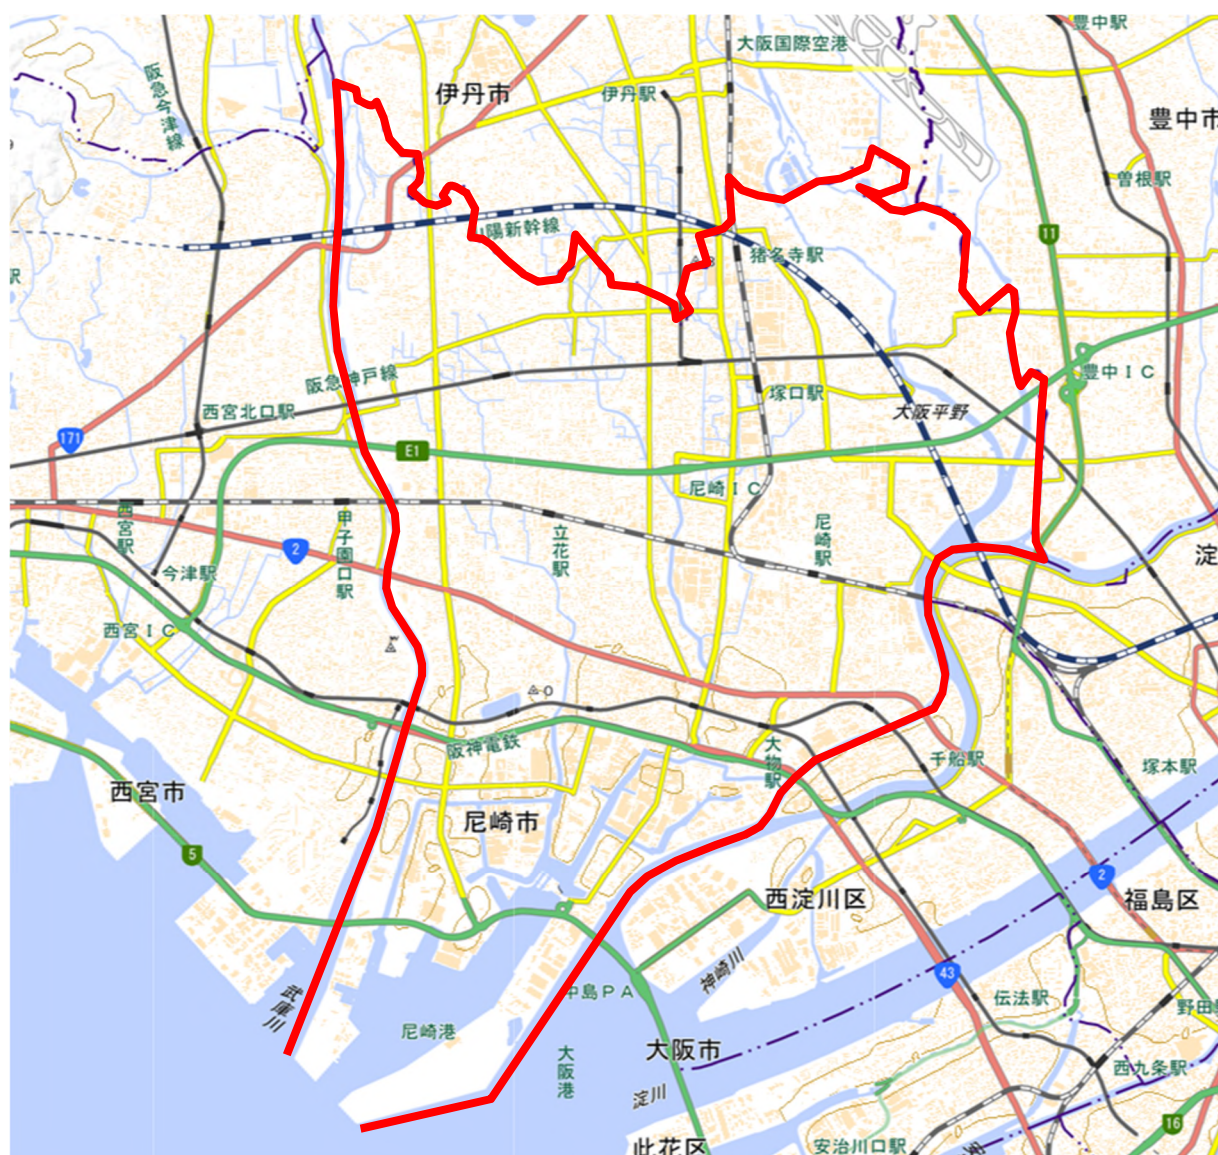 豊中駅
大阪国際空港
阪急今津線
伊丹市
伊丹駅
豊中市
曽根駅
11
陽新幹線
猪名寺駅
駅
阪急神戸線
豊中IC
塚口駅
西宮北口駅
大阪平野
171
E1
尼崎IC
西宮駅
甲子園口駅
立花駅
尼崎駅
2
淀
今津駅
西宮IC
阪神電鉄
大物駅
千船駅
塚本駅
西宮市
尼崎市
5
2
西淀川区
福島区
神崎川
43
武庫川
中島PA
伝法駅
野田
尼崎港
大阪港
大阪市
西九条駅
淀川
16
此花区
安治川口駅
安